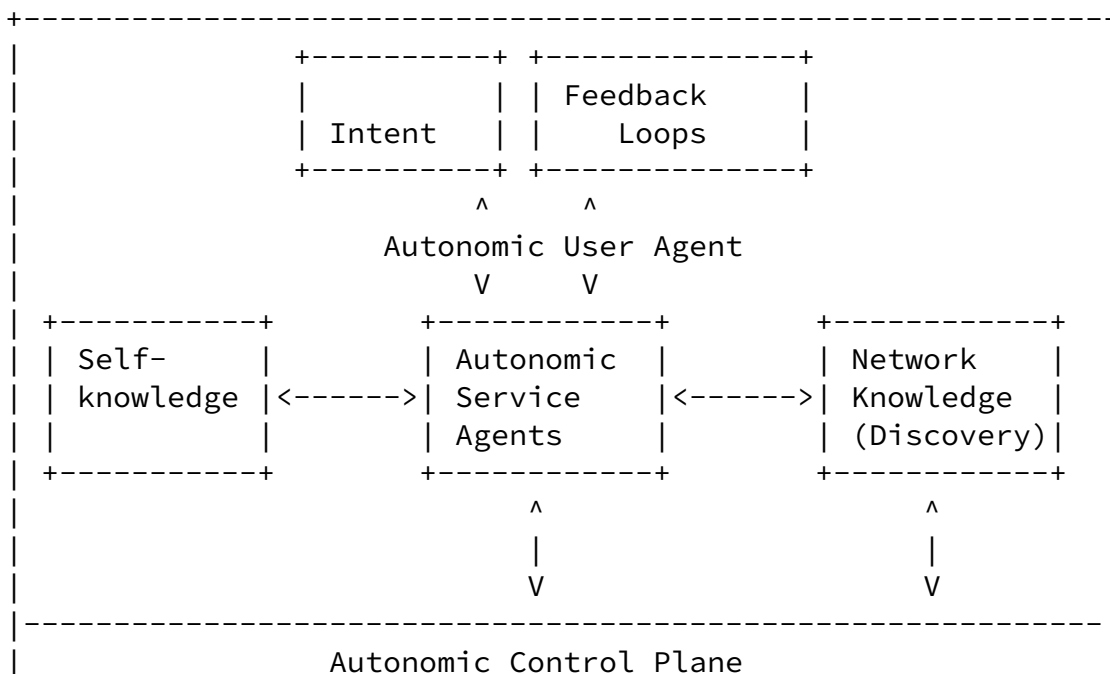 +------------------------------------------------------------
|                   +----------+ +--------------+
|                   |          | | Feedback     |
|                   | Intent   | |    Loops     |
|                   +----------+ +--------------+
|                             ^     ^
|                        Autonomic User Agent
|                             V     V
| +-----------+        +------------+        +------------+
| | Self-     |        | Autonomic  |        | Network    |
| | knowledge |<------>| Service    |<------>| Knowledge  |
| |           |        | Agents     |        | (Discovery)|
| +-----------+        +------------+        +------------+
|                            ^                     ^
|                            |                     |
|                            V                     V
|------------------------------------------------------------
|                 Autonomic Control Plane